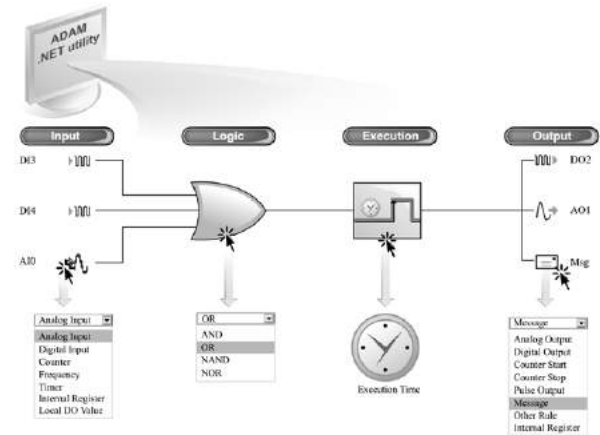 ADAM
.NET utility
Input
Logic
Execution
Output
DI3
DO2
DI4
AO1
AI0
Msg
Analog Input
Analog Input
Digital Input
Counter
Frequency
Timer
Internal Register
Local DO Value
OR
AND
OR
NAND
NOR
Execution Time
Message
Analog Output
Digital Output
Counter Start
Counter Stop
Pulse Output
Message
Other Rule
Internal Register